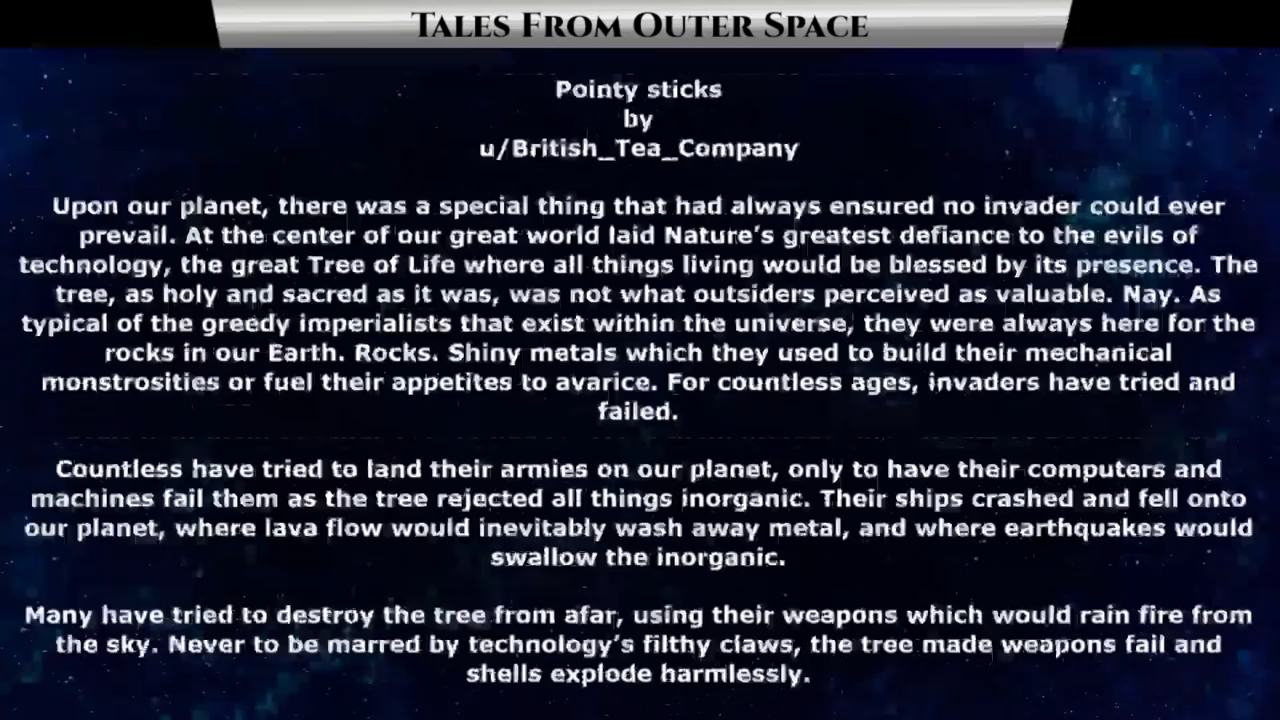 Tales From Outer Space
Pointy sticks
by
u/British_Tea_Company
Upon our planet, there was a special thing that had always ensured no invader could ever
prevail. At the center of our great world laid Nature's greatest defiance to the evils of
technology, the great Tree of Life where all things living would be blessed by its presence. The
tree, as holy and sacred as it was, was not what outsiders perceived as valuable. Nay. As
typical of the greedy imperialists that exist within the universe, they were always here for the
rocks in our Earth. Rocks. Shiny metals which they used to build their mechanical
monstrosities or fuel their appetites to avarice. For countless ages, invaders have tried and
failed.
Countless have tried to land their armies on our planet, only to have their computers and
machines fail them as the tree rejected all things inorganic. Their ships crashed and fell onto
our planet, where lava flow would inevitably wash away metal, and where earthquakes would
swallow the inorganic.
Many have tried to destroy the tree from afar, using their weapons which would rain fire from
the sky. Never to be marred by technology's filthy claws, the tree made weapons fail and
shells explode harmlessly.